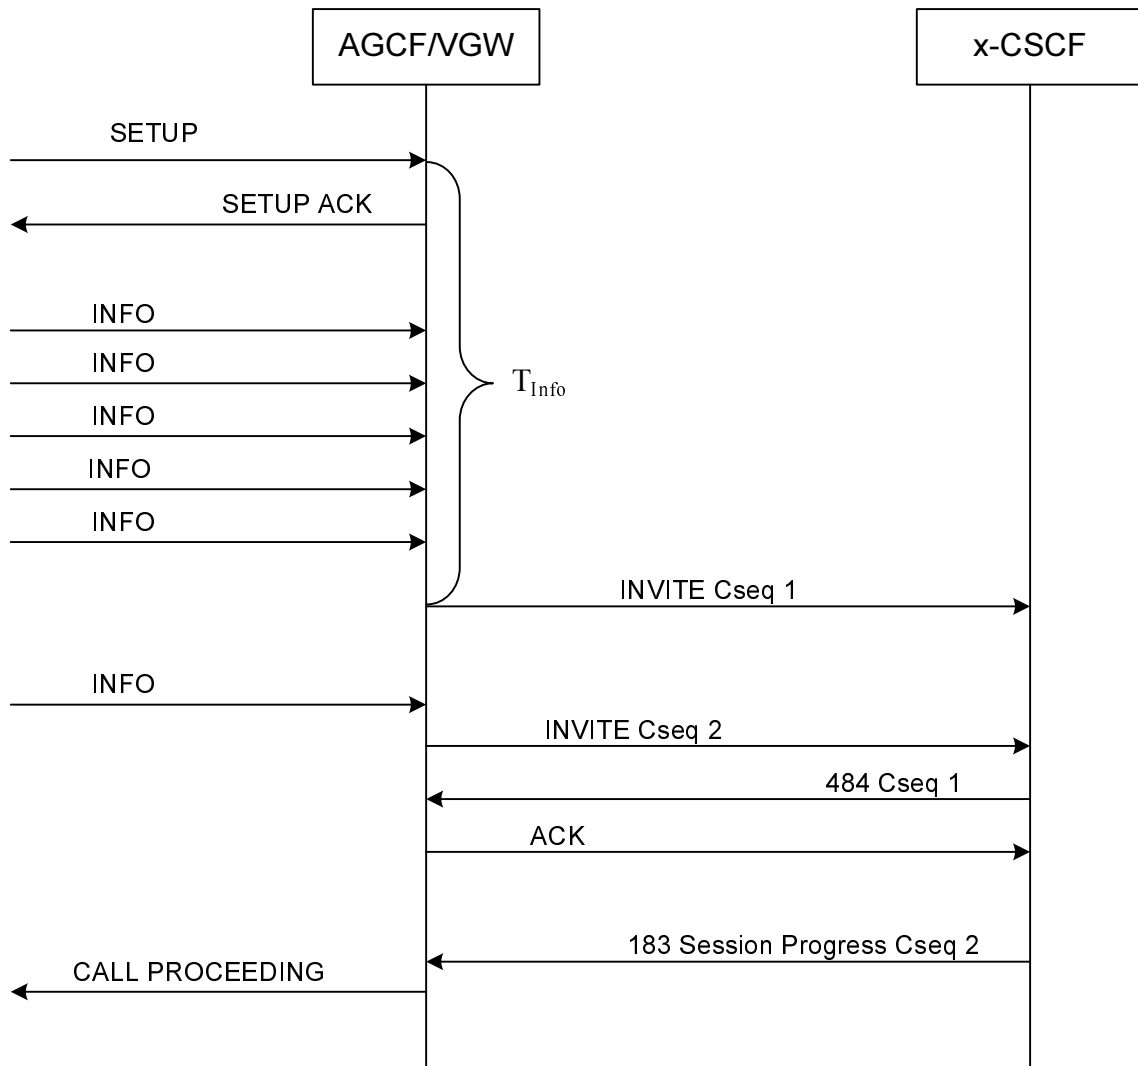 AGCF/VGW
x-CSCF
SETUP
SETUP ACK
INFO
INFO
T_Info
INFO
INFO
INFO
INVITE Cseq 1
INFO
INVITE Cseq 2
484 Cseq 1
ACK
183 Session Progress Cseq 2
CALL PROCEEDING